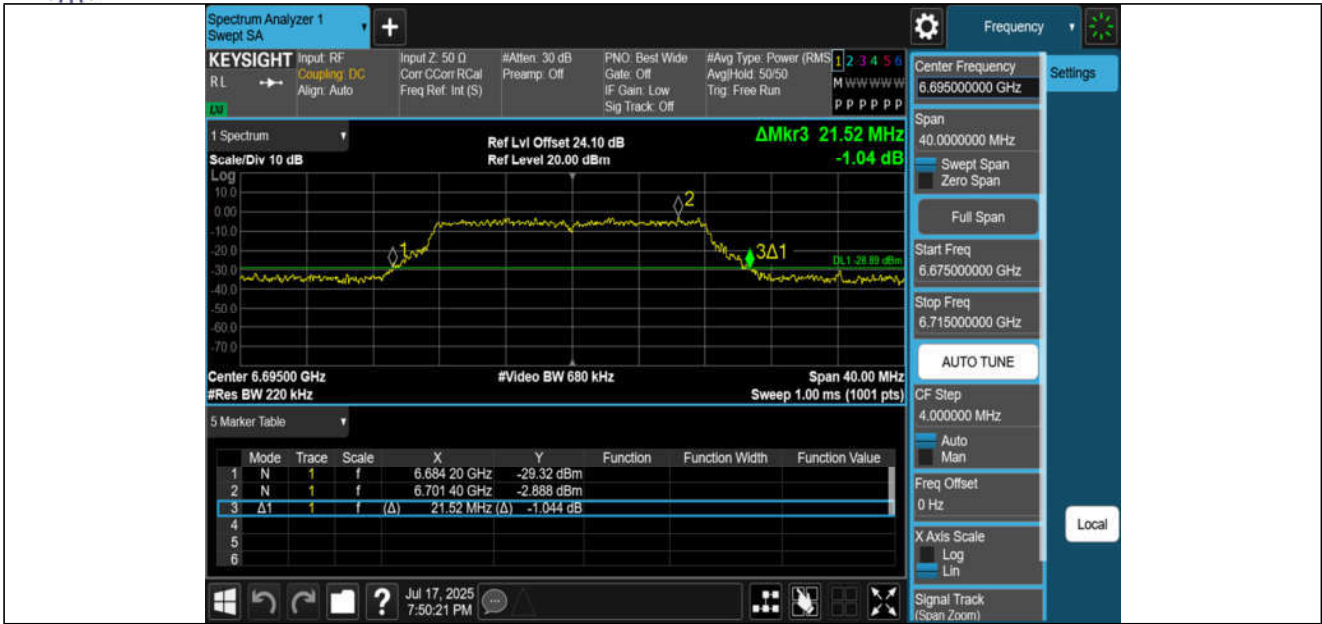 Spectrum Analyzer 1
Swept SA
+
Frequency
KEYSIGHT
RL
LXI
Input: RF
Coupling: DC
Align: Auto
Input Z: 50 Ω
Corr CCorr RCal
Freq Ref: Int (S)
#Atten: 30 dB
Preamp: Off
PNO: Best Wide
Gate: Off
IF Gain: Low
Sig Track: Off
#Avg Type: Power (RMS
Avg|Hold: 50/50
Trig: Free Run
1 2 3 4 5 6
M W W W W W
P P P P P P
1 Spectrum
Scale/Div 10 dB
Ref Lvl Offset 24.10 dB
Ref Level 20.00 dBm
ΔMkr3 21.52 MHz
-1.04 dB
Log
10.0
0.00
-10.0
-20.0
-30.0
-40.0
-50.0
-60.0
-70.0
1
2
3Δ1
DL1 -28.89 dBm
Center 6.69500 GHz
#Video BW 680 kHz
Span 40.00 MHz
#Res BW 220 kHz
Sweep 1.00 ms (1001 pts)
5 Marker Table
Mode Trace Scale X Y Function Function Width Function Value
1 N 1 f 6.684 20 GHz -29.32 dBm
2 N 1 f 6.701 40 GHz -2.888 dBm
3 Δ1 1 f (Δ) 21.52 MHz (Δ) -1.044 dB
4
5
6
?
Jul 17, 2025
7:50:21 PM
Center Frequency
6.695000000 GHz
Settings
Span
40.0000000 MHz
Swept Span
Zero Span
Full Span
Start Freq
6.675000000 GHz
Stop Freq
6.715000000 GHz
AUTO TUNE
CF Step
4.000000 MHz
Auto
Man
Freq Offset
0 Hz
X Axis Scale
Log
Lin
Local
Signal Track
(Span Zoom)